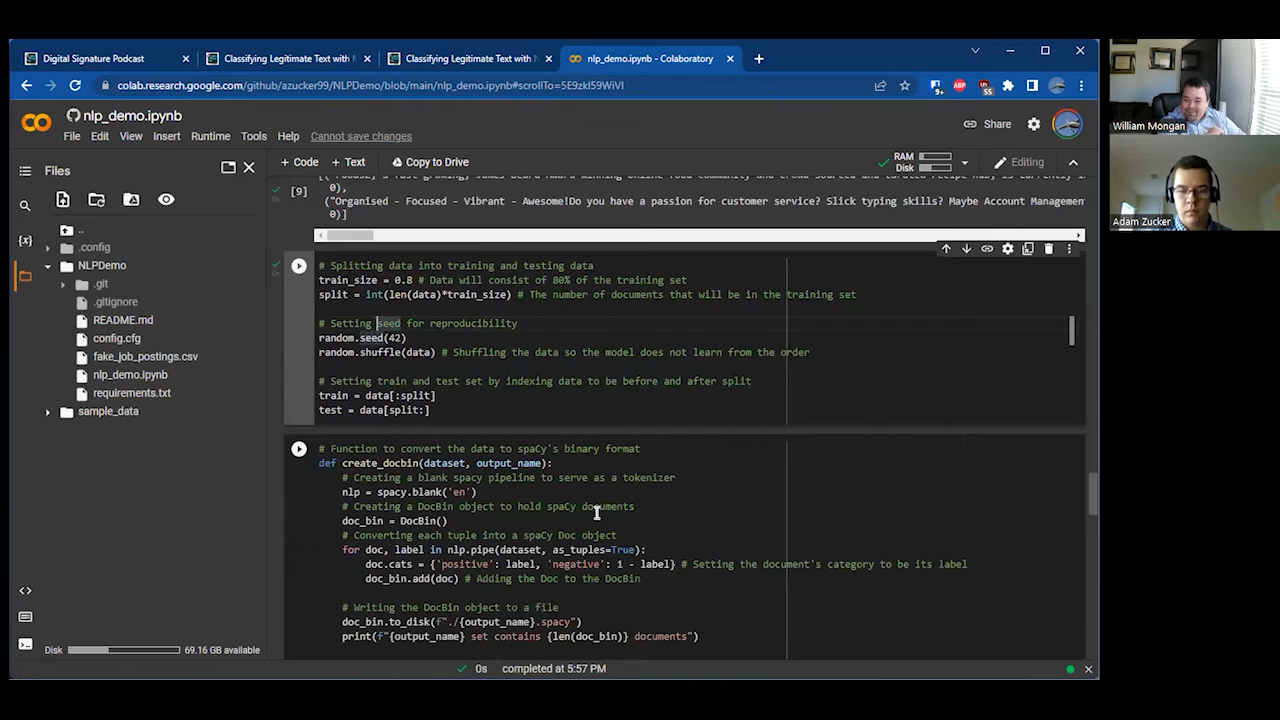 Digital Signature Podcast
Classifying Legitimate Text with
Classifying Legitimate Text with
nlp_demo.ipynb - Colaboratory
colab.research.google.com/github/azucker99/NLPDemo/blob/main/nlp_demo.ipynb#scrollTo=5E9zkI59WiVI
9+
ABP
55
nlp_demo.ipynb
File Edit View Insert Runtime Tools Help Cannot save changes
Share
+ Code + Text Copy to Drive
RAM
Disk
Editing
Files
..
.config
NLPDemo
.git
.gitignore
README.md
config.cfg
fake_job_postings.csv
nlp_demo.ipynb
requirements.txt
sample_data
Disk 69.16 GB available
[9]
0),
("Organised - Focused - Vibrant - Awesome!Do you have a passion for customer service? Slick typing skills? Maybe Account Management
0)]
# Splitting data into training and testing data
train_size = 0.8 # Data will consist of 80% of the training set
split = int(len(data)*train_size) # The number of documents that will be in the training set
# Setting seed for reproducibility
random.seed(42)
random.shuffle(data) # Shuffling the data so the model does not learn from the order
# Setting train and test set by indexing data to be before and after split
train = data[:split]
test = data[split:]
# Function to convert the data to spaCy's binary format
def create_docbin(dataset, output_name):
# Creating a blank spacy pipeline to serve as a tokenizer
nlp = spacy.blank('en')
# Creating a DocBin object to hold spaCy documents
doc_bin = DocBin()
# Converting each tuple into a spaCy Doc object
for doc, label in nlp.pipe(dataset, as_tuples=True):
doc.cats = {'positive': label, 'negative': 1 - label} # Setting the document's category to be its label
doc_bin.add(doc) # Adding the Doc to the DocBin
# Writing the DocBin object to a file
doc_bin.to_disk(f"./{output_name}.spacy")
print(f"{output_name} set contains {len(doc_bin)} documents")
0s completed at 5:57 PM
William Mongan
Adam Zucker